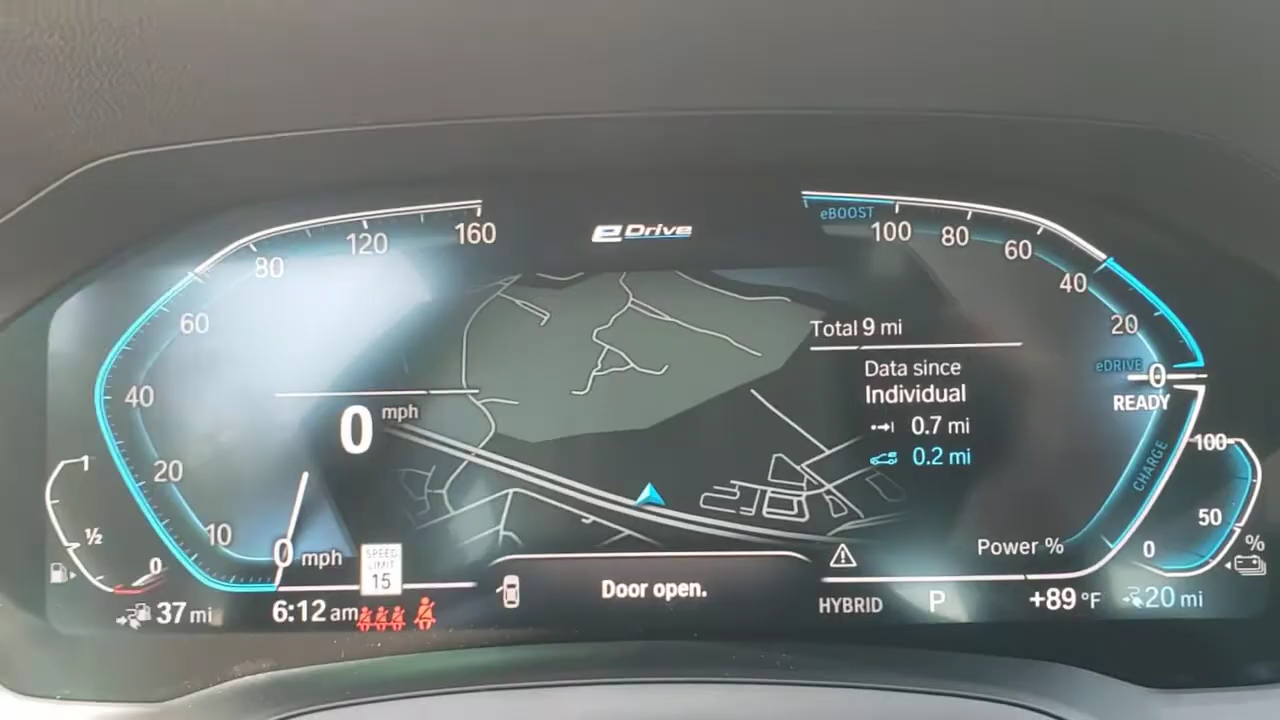 eDrive
160
120
80
60
40
20
10
0 mph
0 mph
1
½
0
37 mi
6:12 am
SPEED
LIMIT
15
Door open.
eBOOST
100
80
60
40
20
eDRIVE
0
READY
CHARGE
Total 9 mi
Data since
Individual
0.7 mi
0.2 mi
Power %
HYBRID
P
+89 °F
100
50
0
%
20 mi